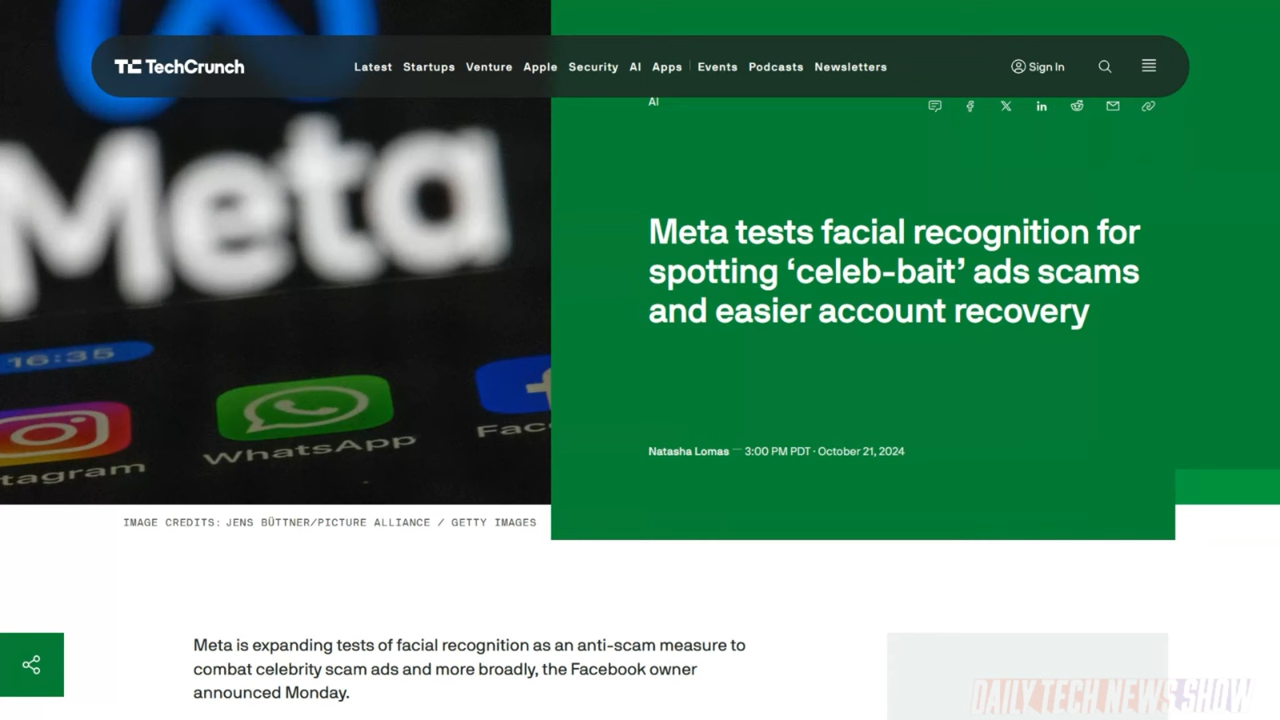 TechCrunch
Latest Startups Venture Apple Security AI Apps Events Podcasts Newsletters
Sign In
AI
Meta
Meta tests facial recognition for
spotting ‘celeb-bait’ ads scams
and easier account recovery
16:35
tagram
WhatsApp
Fac
Natasha Lomas — 3:00 PM PDT · October 21, 2024
IMAGE CREDITS: JENS BÜTTNER/PICTURE ALLIANCE / GETTY IMAGES
Meta is expanding tests of facial recognition as an anti-scam measure to
combat celebrity scam ads and more broadly, the Facebook owner
announced Monday.
DAILY TECH NEWS SHOW